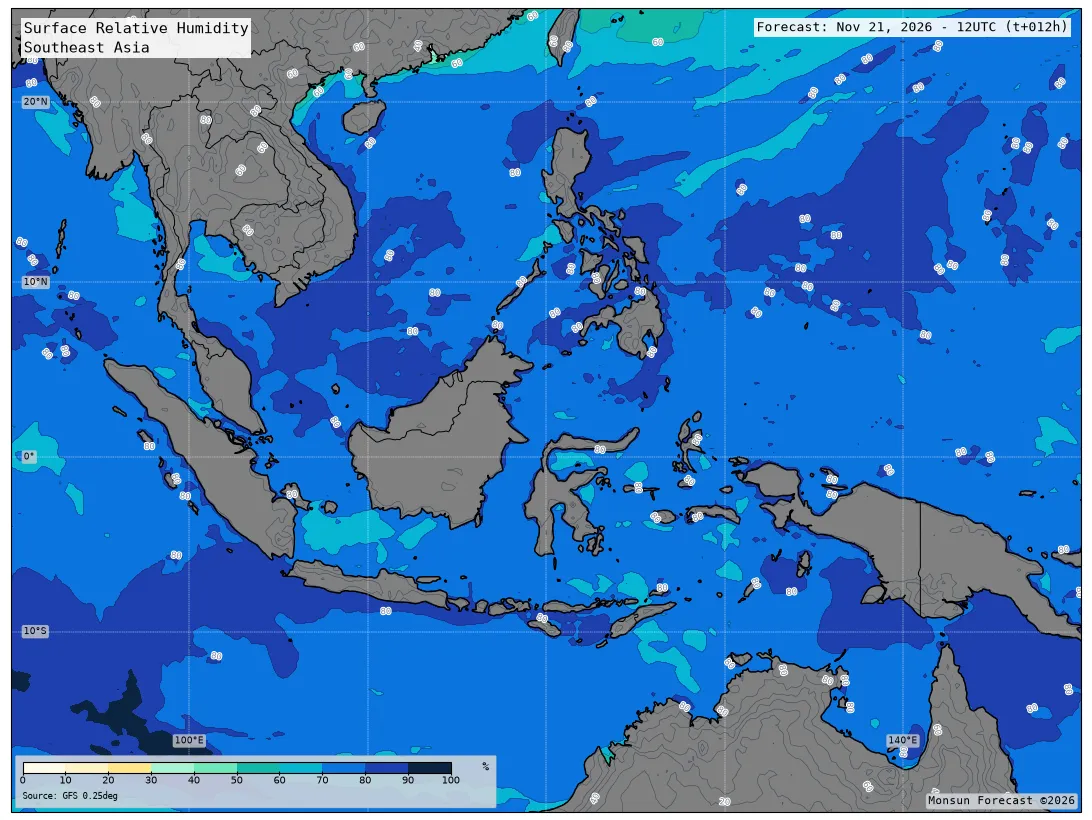 Surface Relative Humidity
Southeast Asia
Forecast: Nov 21, 2026 - 12UTC (t+012h)
20°N
10°N
0°
10°S
100°E
140°E
%
0 10 20 30 40 50 60 70 80 90 100
Source: GFS 0.25deg
Monsun Forecast ©2026